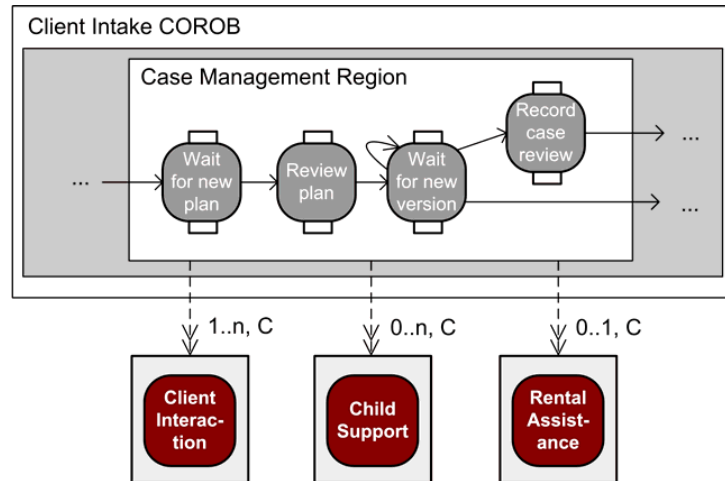 Client Intake COROB
Case Management Region
Record
case
review
...
Wait
for new
plan
Review
plan
Wait
for new
version
...
...
1..n, C
0..n, C
0..1, C
Client
Interac-
tion
Child
Support
Rental
Assist-
ance